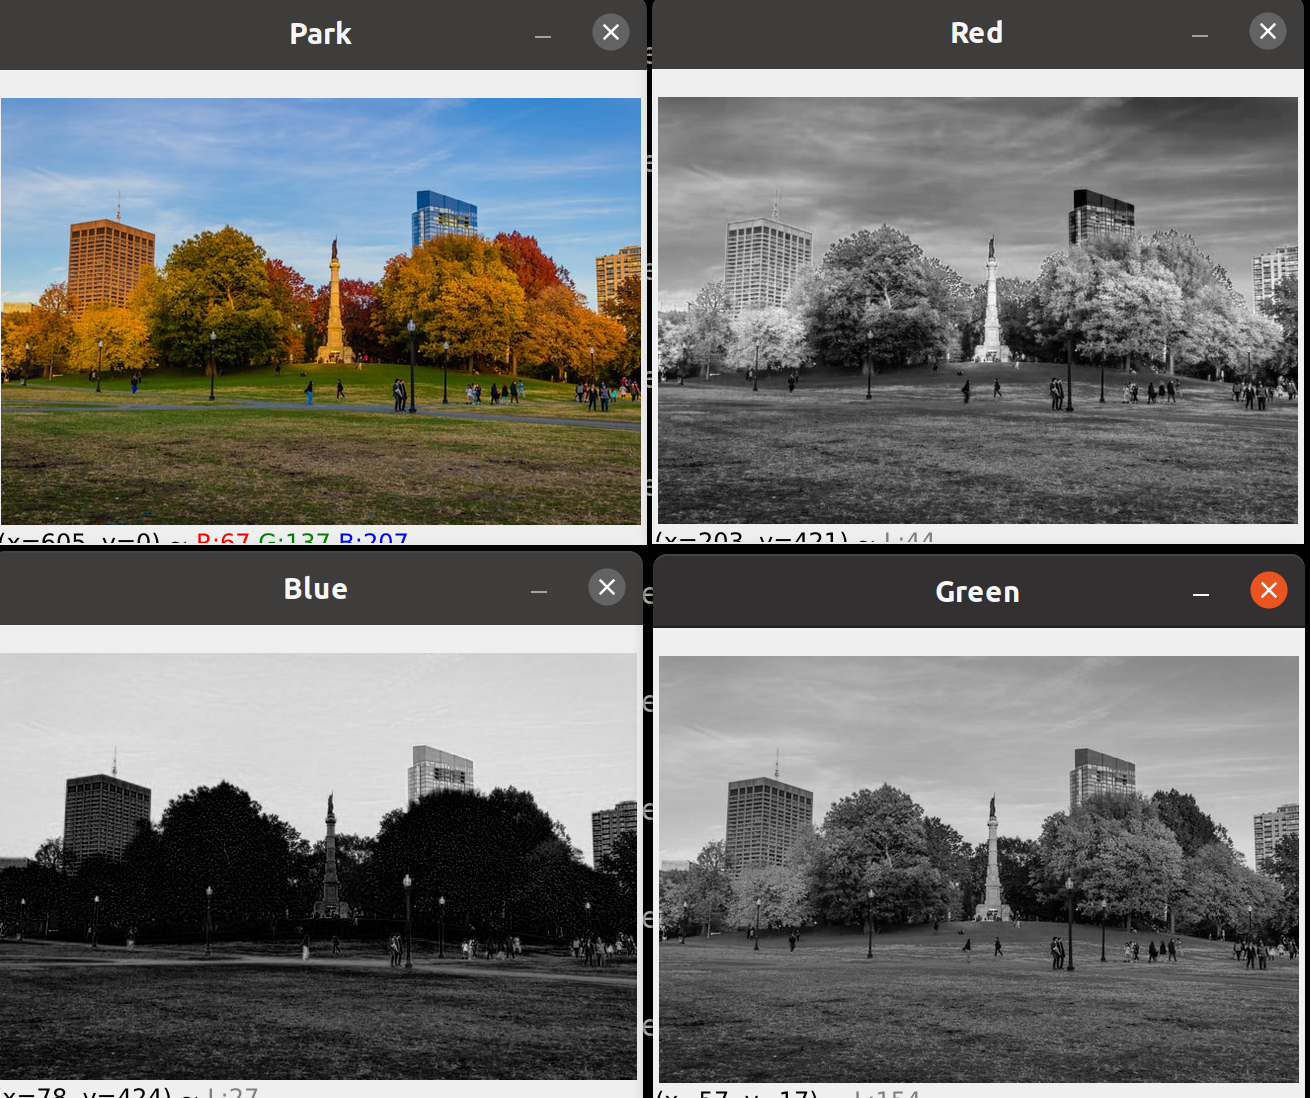 Park
Red
(x=605, y=0) ~ R:67 G:137 B:207
(x=203, y=421) ~ L:44
Blue
Green
(x=78, y=424) ~ L:27
(x=57, y=17) ~ L:154